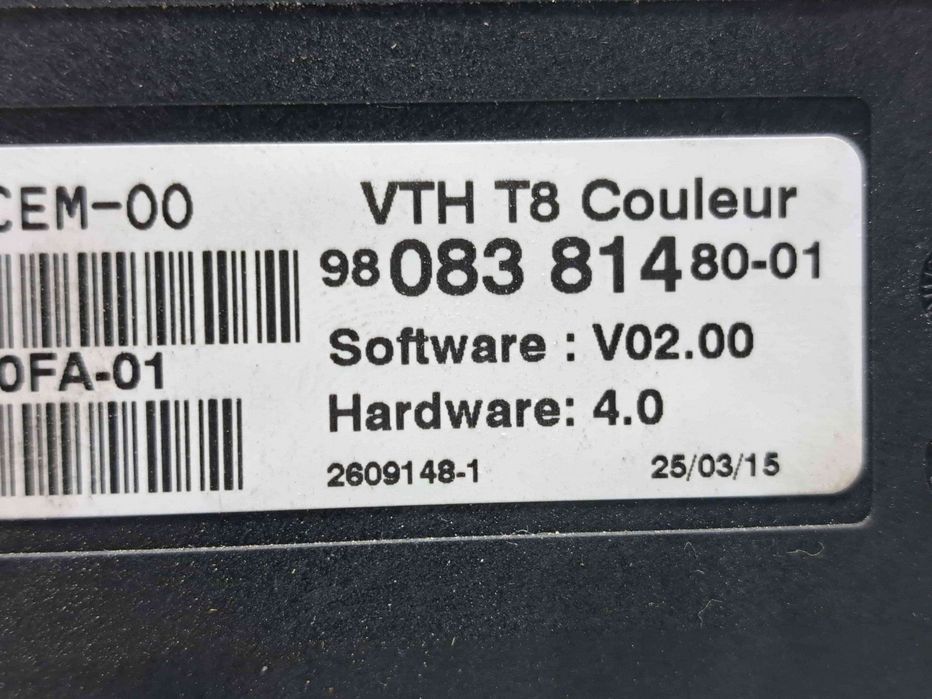 CEM-00
VTH T8 Couleur
98 083 814 80-01
Software : V02.00
0FA-01
Hardware: 4.0
2609148-1 25/03/15